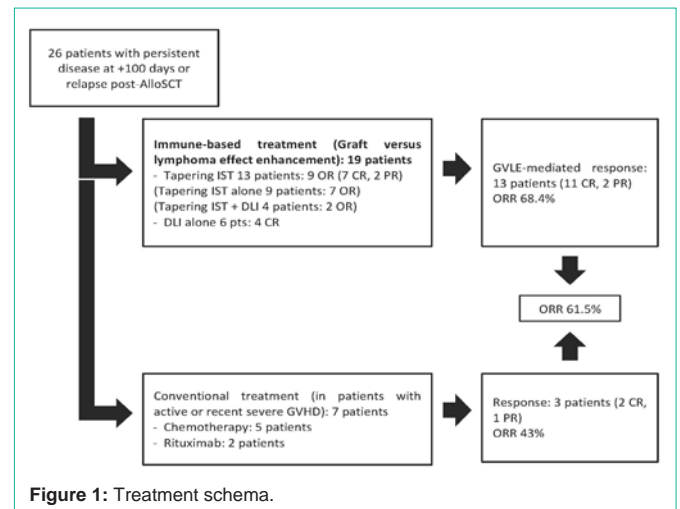 26 patients with persistent
disease at +100 days or
relapse post-AlloSCT
Immune-based treatment (Graft versus
lymphoma effect enhancement): 19 patients
- Tapering IST 13 patients: 9 OR (7 CR, 2 PR)
(Tapering IST alone 9 patients: 7 OR)
(Tapering IST + DLI 4 patients: 2 OR)
- DLI alone 6 pts: 4 CR
GVLE-mediated response:
13 patients (11 CR, 2 PR)
ORR 68.4%
ORR 61.5%
Conventional treatment (in patients with
active or recent severe GVHD): 7 patients
- Chemotherapy: 5 patients
- Rituximab: 2 patients
Response: 3 patients (2 CR,
1 PR)
ORR 43%
Figure 1: Treatment schema.